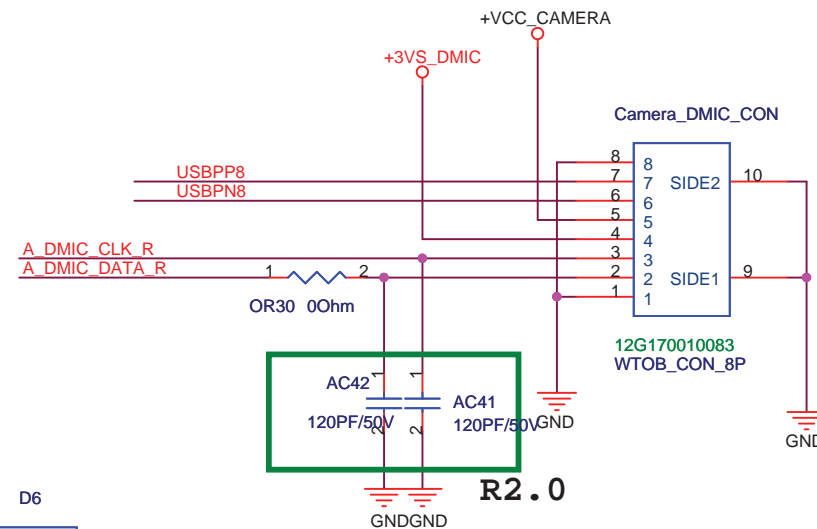 +VCC_CAMERA
+3VS_DMIC
Camera_DMIC_CON
8 8
USBPP8 7 7 SIDE2 10
USBPN8 6 6
5 5
4 4
A_DMIC_CLK_R 3 3
A_DMIC_DATA_R 1 2 2 2 SIDE1 9
1 1
OR30 0Ohm
12G170010083
WTOB_CON_8P
1 1
AC42 AC41
120PF/50V 120PF/50V
2 2
GND
GND
R2.0
D6
GND GND